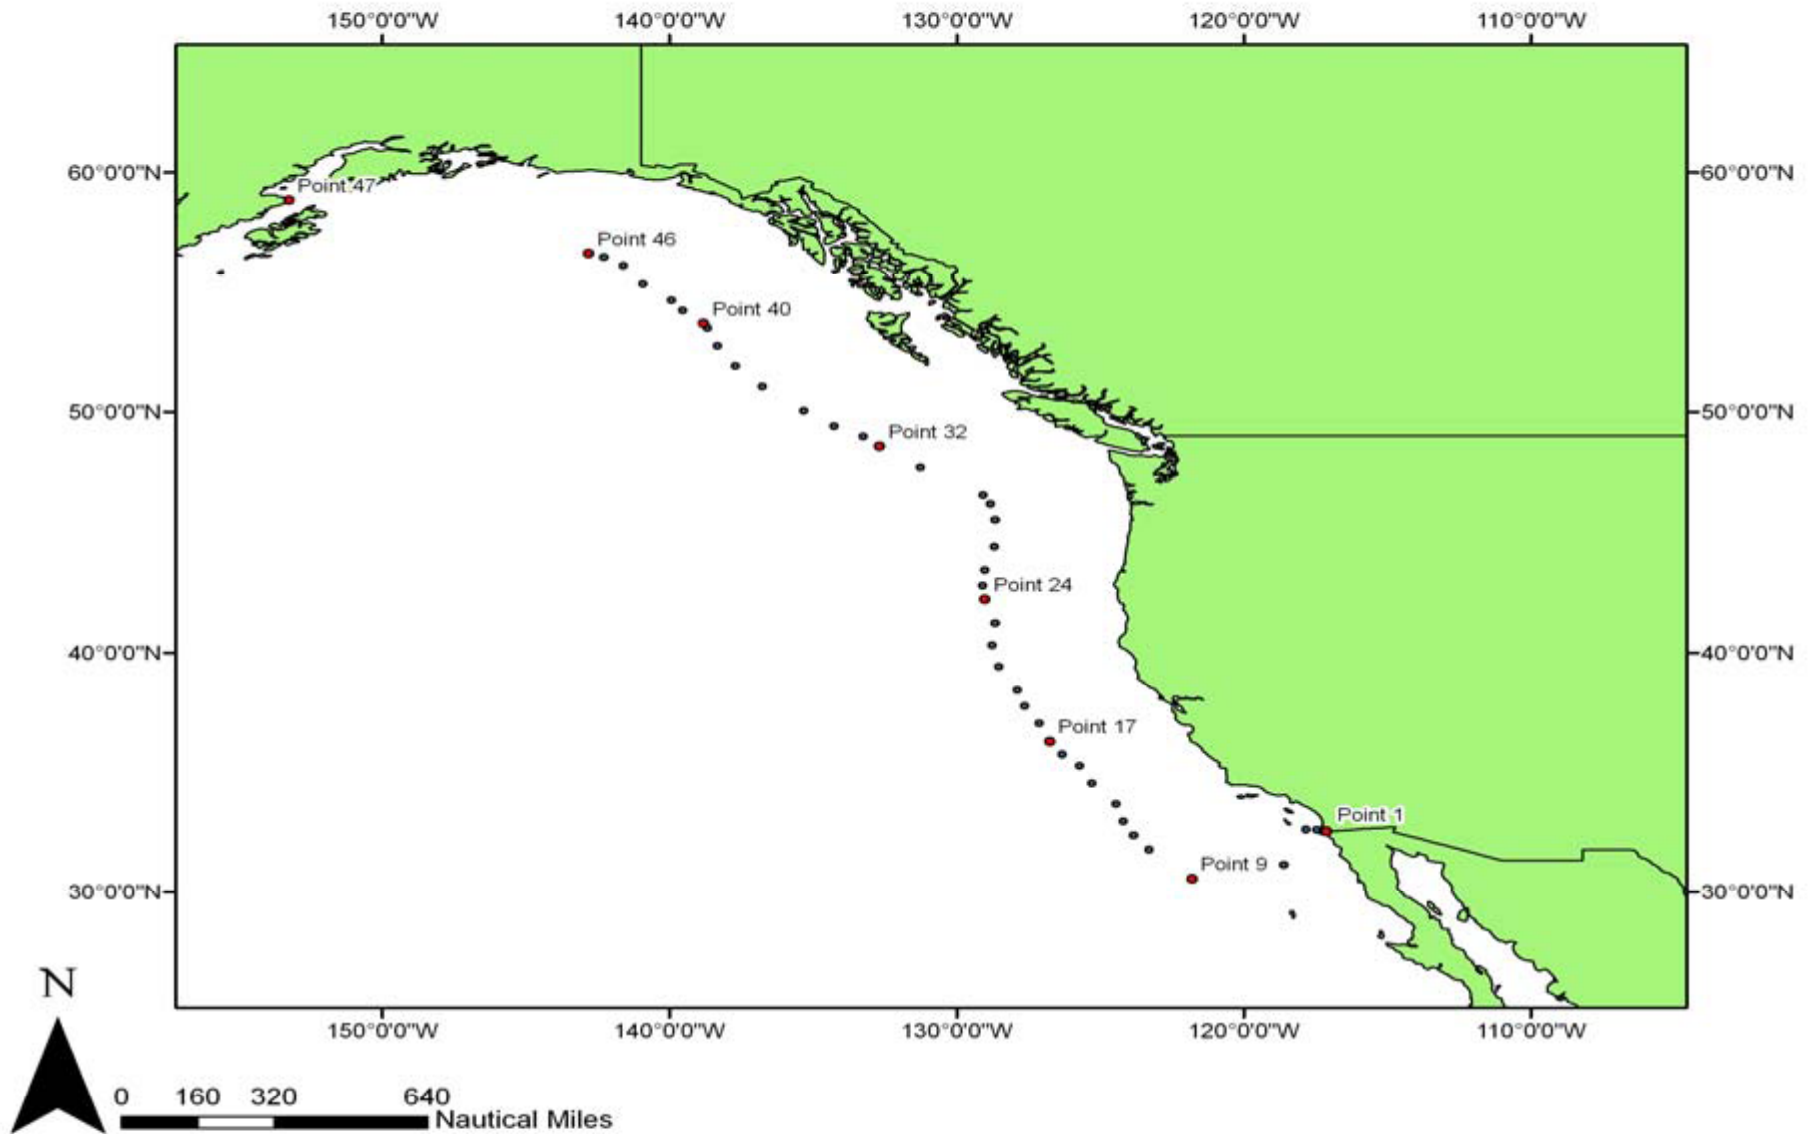 150°0'0"W 140°0'0"W 130°0'0"W 120°0'0"W 110°0'0"W
60°0'0"N 60°0'0"N
Point 47
Point 46
Point 40
50°0'0"N 50°0'0"N
Point 32
Point 24
40°0'0"N 40°0'0"N
Point 17
Point 1
Point 9
30°0'0"N 30°0'0"N
150°0'0"W 140°0'0"W 130°0'0"W 120°0'0"W 110°0'0"W
N
0 160 320 640
Nautical Miles